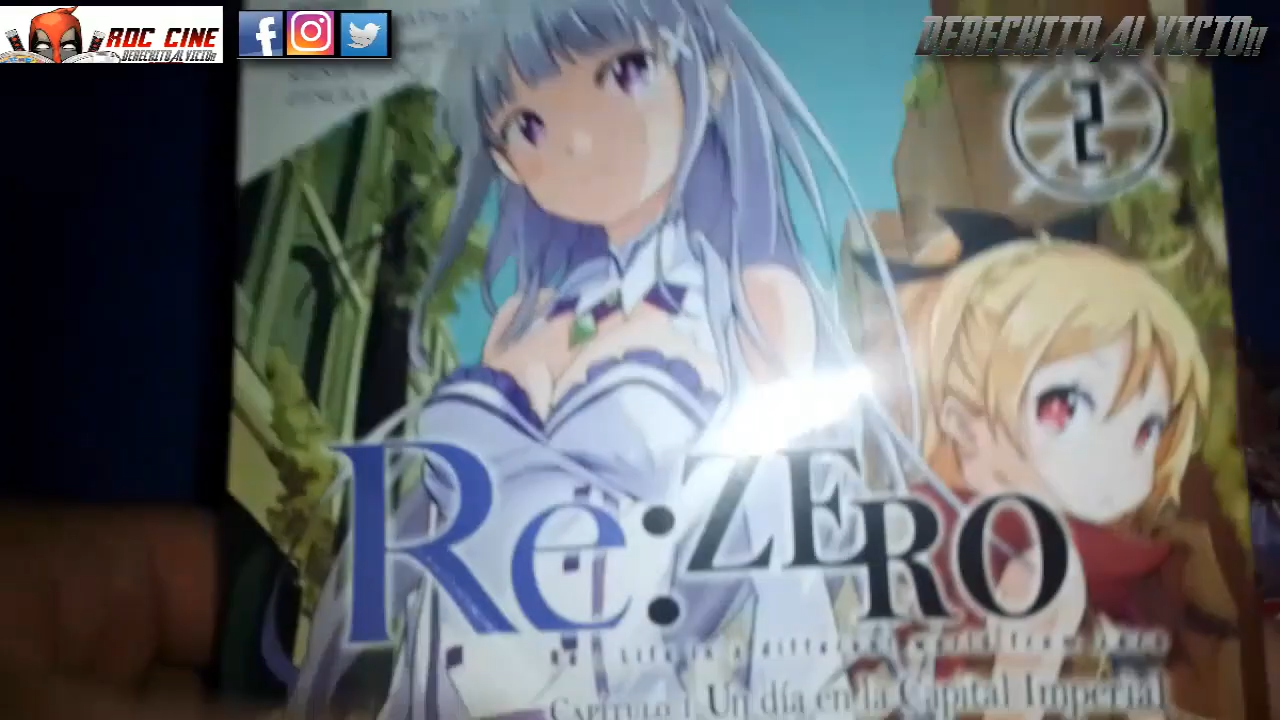 ROC CINE
DERECHITO AL VICIO!!
DERECHITO AL VICIO!!
2
Re:ZERO
CAPÍTULO 1 Un día en la Capital Imperial